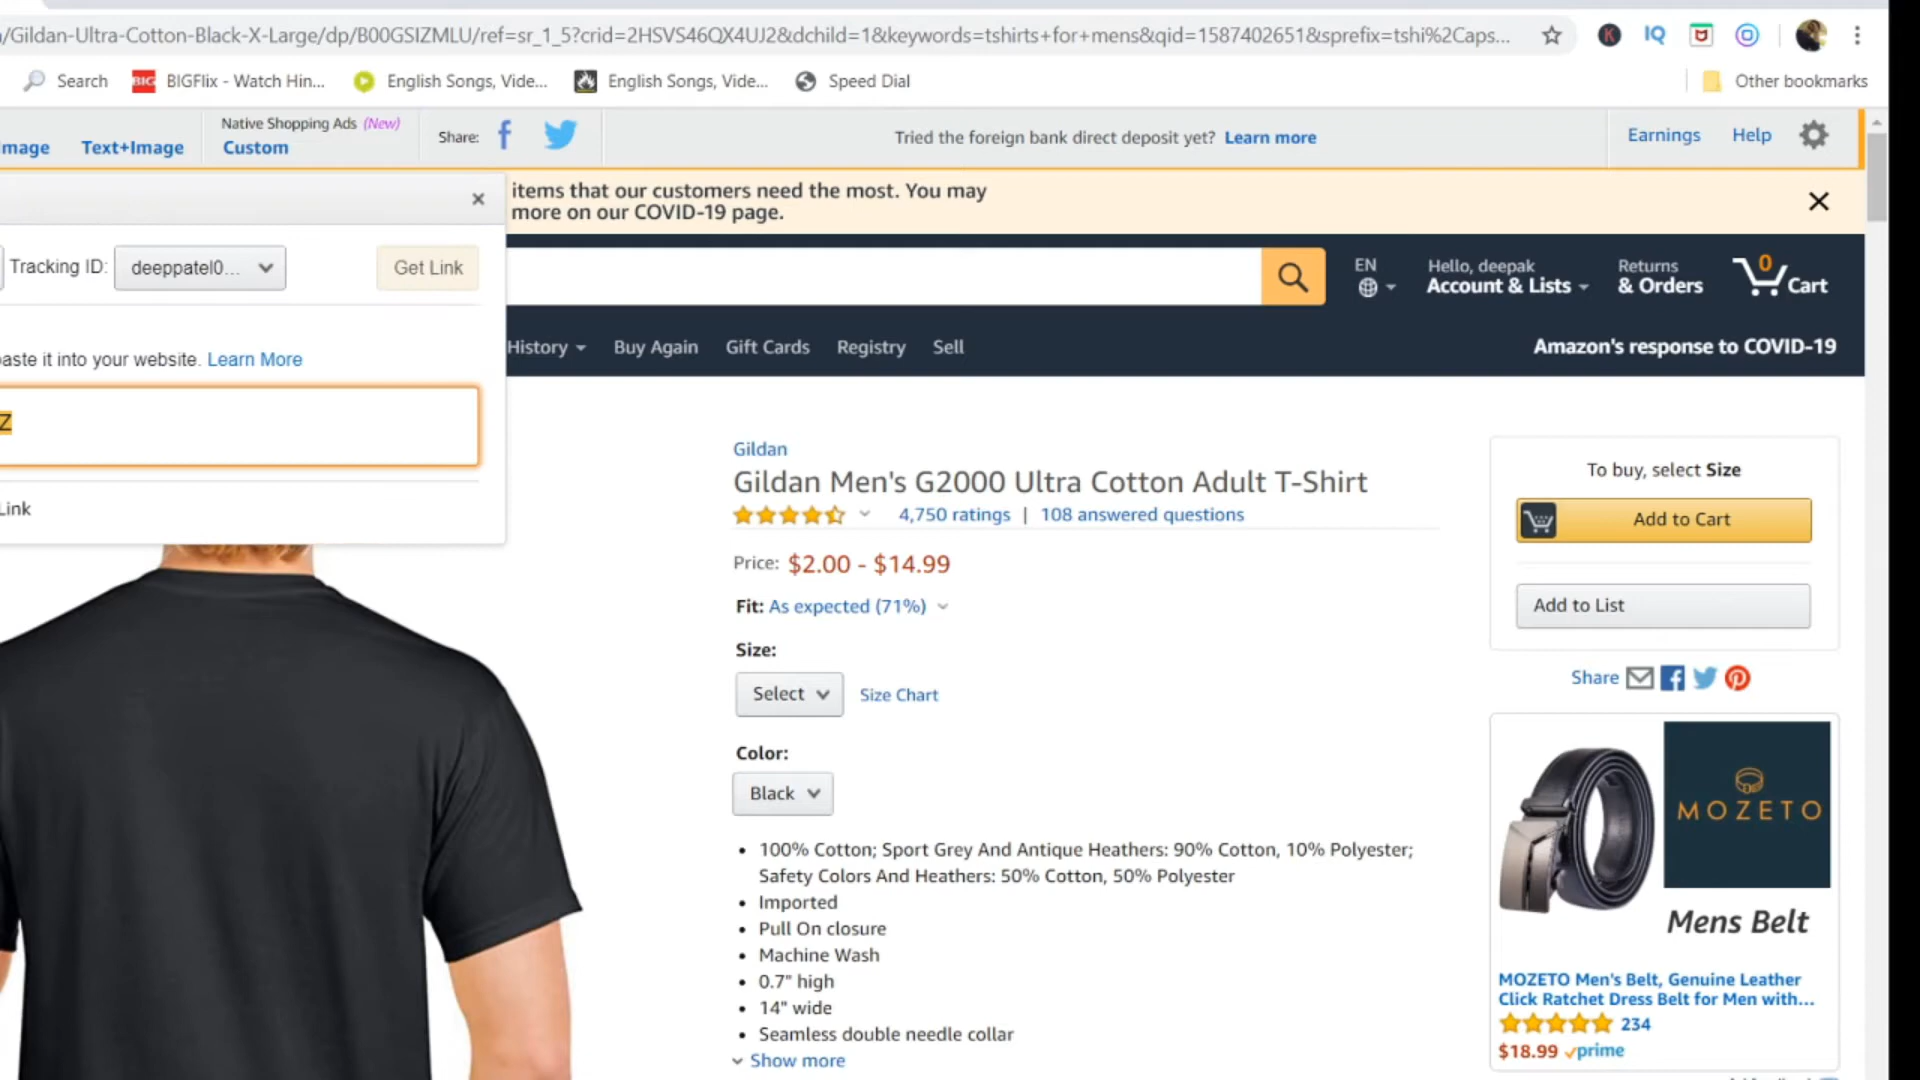 /Gildan-Ultra-Cotton-Black-X-Large/dp/B00GSIZMLU/ref=sr_1_5?crid=2HSVS46QX4UJ2&dchild=1&keywords=tshirts+for+mens&qid=1587402651&sprefix=tshi%2Caps...
Search
BIG
BIGFlix - Watch Hin...
English Songs, Vide...
English Songs, Vide...
Speed Dial
Other bookmarks
mage
Text+Image
Native Shopping Ads (New)
Custom
Share:
Tried the foreign bank direct deposit yet? Learn more
Earnings
Help
items that our customers need the most. You may
more on our COVID-19 page.
Tracking ID:
deeppatel0...
Get Link
EN
Hello, deepak
Account & Lists
Returns
& Orders
0
Cart
aste it into your website. Learn More
History
Buy Again
Gift Cards
Registry
Sell
Amazon's response to COVID-19
Z
Link
Gildan
Gildan Men's G2000 Ultra Cotton Adult T-Shirt
4,750 ratings | 108 answered questions
Price: $2.00 - $14.99
Fit: As expected (71%)
Size:
Select
Size Chart
Color:
Black
• 100% Cotton; Sport Grey And Antique Heathers: 90% Cotton, 10% Polyester;
Safety Colors And Heathers: 50% Cotton, 50% Polyester
• Imported
• Pull On closure
• Machine Wash
• 0.7" high
• 14" wide
• Seamless double needle collar
Show more
To buy, select Size
Add to Cart
Add to List
Share
MOZETO
Mens Belt
MOZETO Men's Belt, Genuine Leather
Click Ratchet Dress Belt for Men with...
234
$18.99 prime